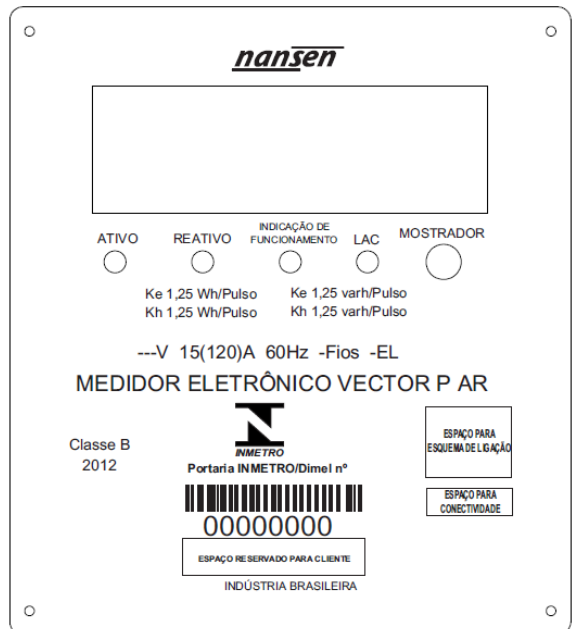 nansen
ATIVO
REATIVO
INDICAÇÃO DE
FUNCIONAMENTO
LAC
MOSTRADOR
Ke 1,25 Wh/Pulso
Kh 1,25 Wh/Pulso
Ke 1,25 varh/Pulso
Kh 1,25 varh/Pulso
---V 15(120)A 60Hz -Fios -EL
MEDIDOR ELETRÔNICO VECTOR P AR
Classe B
2012
INMETRO
Portaria INMETRO/Dimel nº
ESPAÇO PARA
ESQUEMA DE LIGAÇÃO
ESPAÇO PARA
CONECTIVIDADE
00000000
ESPAÇO RESERVADO PARA CLIENTE
INDÚSTRIA BRASILEIRA